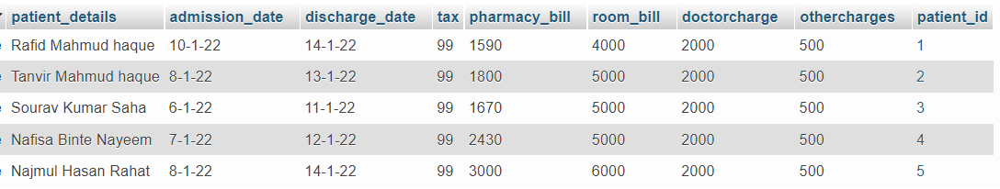 patient_details admission_date discharge_date tax pharmacy_bill room_bill doctorcharge othercharges patient_id
Rafid Mahmud haque 10-1-22 14-1-22 99 1590 4000 2000 500 1
Tanvir Mahmud haque 8-1-22 13-1-22 99 1800 5000 2000 500 2
Sourav Kumar Saha 6-1-22 11-1-22 99 1670 5000 2000 500 3
Nafisa Binte Nayeem 7-1-22 12-1-22 99 2430 5000 2000 500 4
Najmul Hasan Rahat 8-1-22 14-1-22 99 3000 6000 2000 500 5